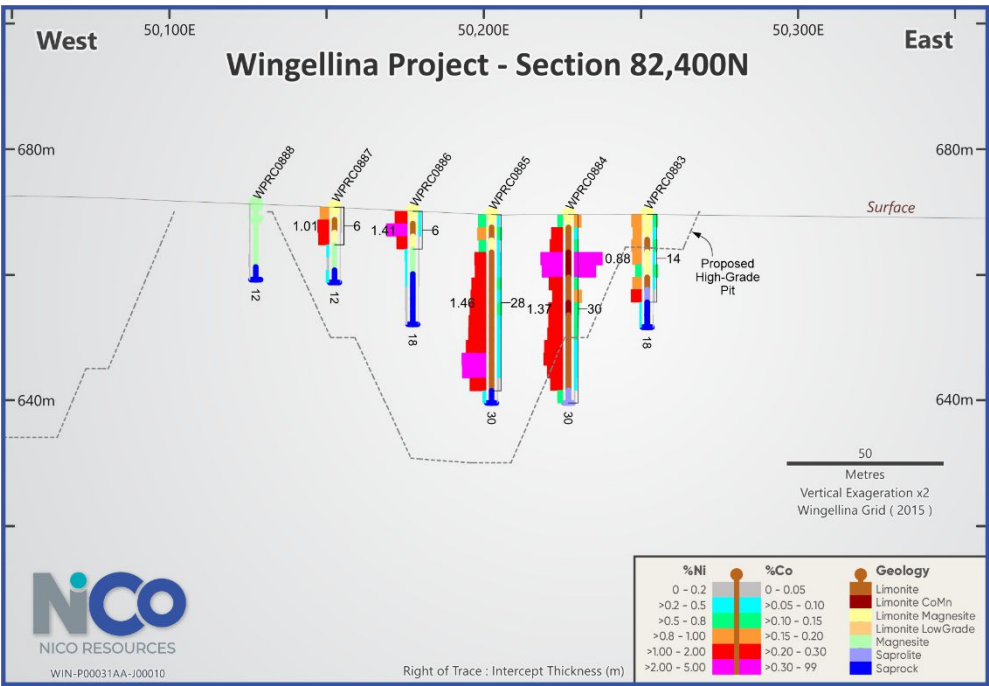 50,100E
50,200E
50,300E
West
East
Wingellina Project - Section 82,400N
680m
680m
WPRC0888
WPRC0887
WPRC0886
WPRC0885
WPRC0884
WPRC0883
Surface
1.01
6
1.41
6
1.46
28
1.37
30
0.88
14
Proposed
High-Grade
Pit
12
12
18
30
30
18
640m
640m
50
Metres
Vertical Exageration x2
Wingellina Grid ( 2015 )
%Ni
%Co
Geology
0 - 0.2
0 - 0.05
Limonite
>0.2 - 0.5
>0.05 - 0.10
Limonite CoMn
>0.5 - 0.8
>0.10 - 0.15
Limonite Magnesite
>0.8 - 1.00
>0.15 - 0.20
Limonite LowGrade
>1.00 - 2.00
>0.20 - 0.30
Magnesite
>2.00 - 5.00
>0.30 - 99
Saprolite
Saprock
NiCo
NICO RESOURCES
WIN-P00031AA-J00010
Right of Trace : Intercept Thickness (m)